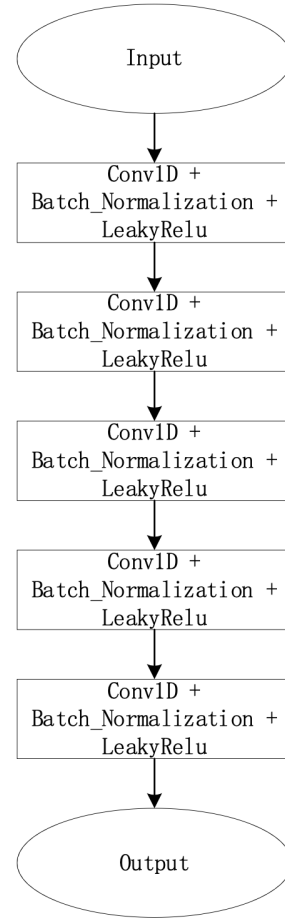 Input
Conv1D +
Batch_Normalization +
LeakyRelu
Conv1D +
Batch_Normalization +
LeakyRelu
Conv1D +
Batch_Normalization +
LeakyRelu
Conv1D +
Batch_Normalization +
LeakyRelu
Conv1D +
Batch_Normalization +
LeakyRelu
Output